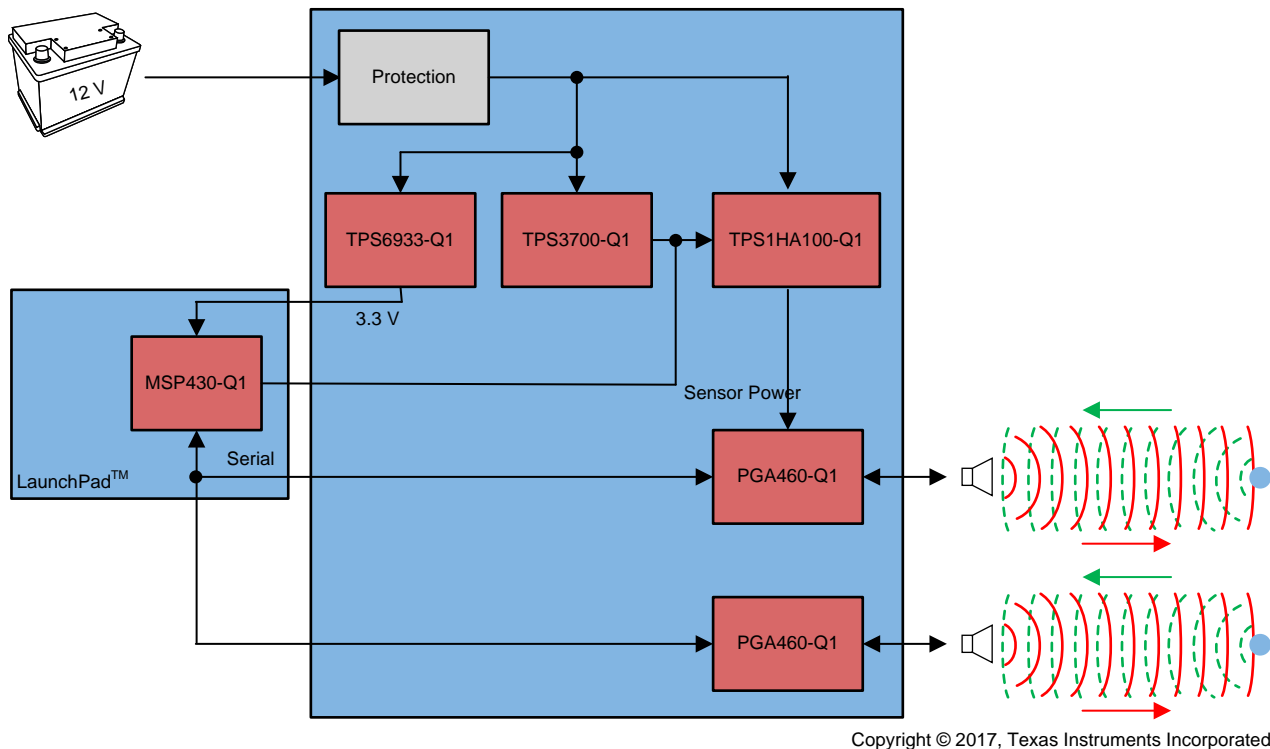 12 V
Protection
TPS6933-Q1
TPS3700-Q1
TPS1HA100-Q1
3.3 V
MSP430-Q1
Sensor Power
Serial
LaunchPad™
PGA460-Q1
PGA460-Q1
Copyright © 2017, Texas Instruments Incorporated